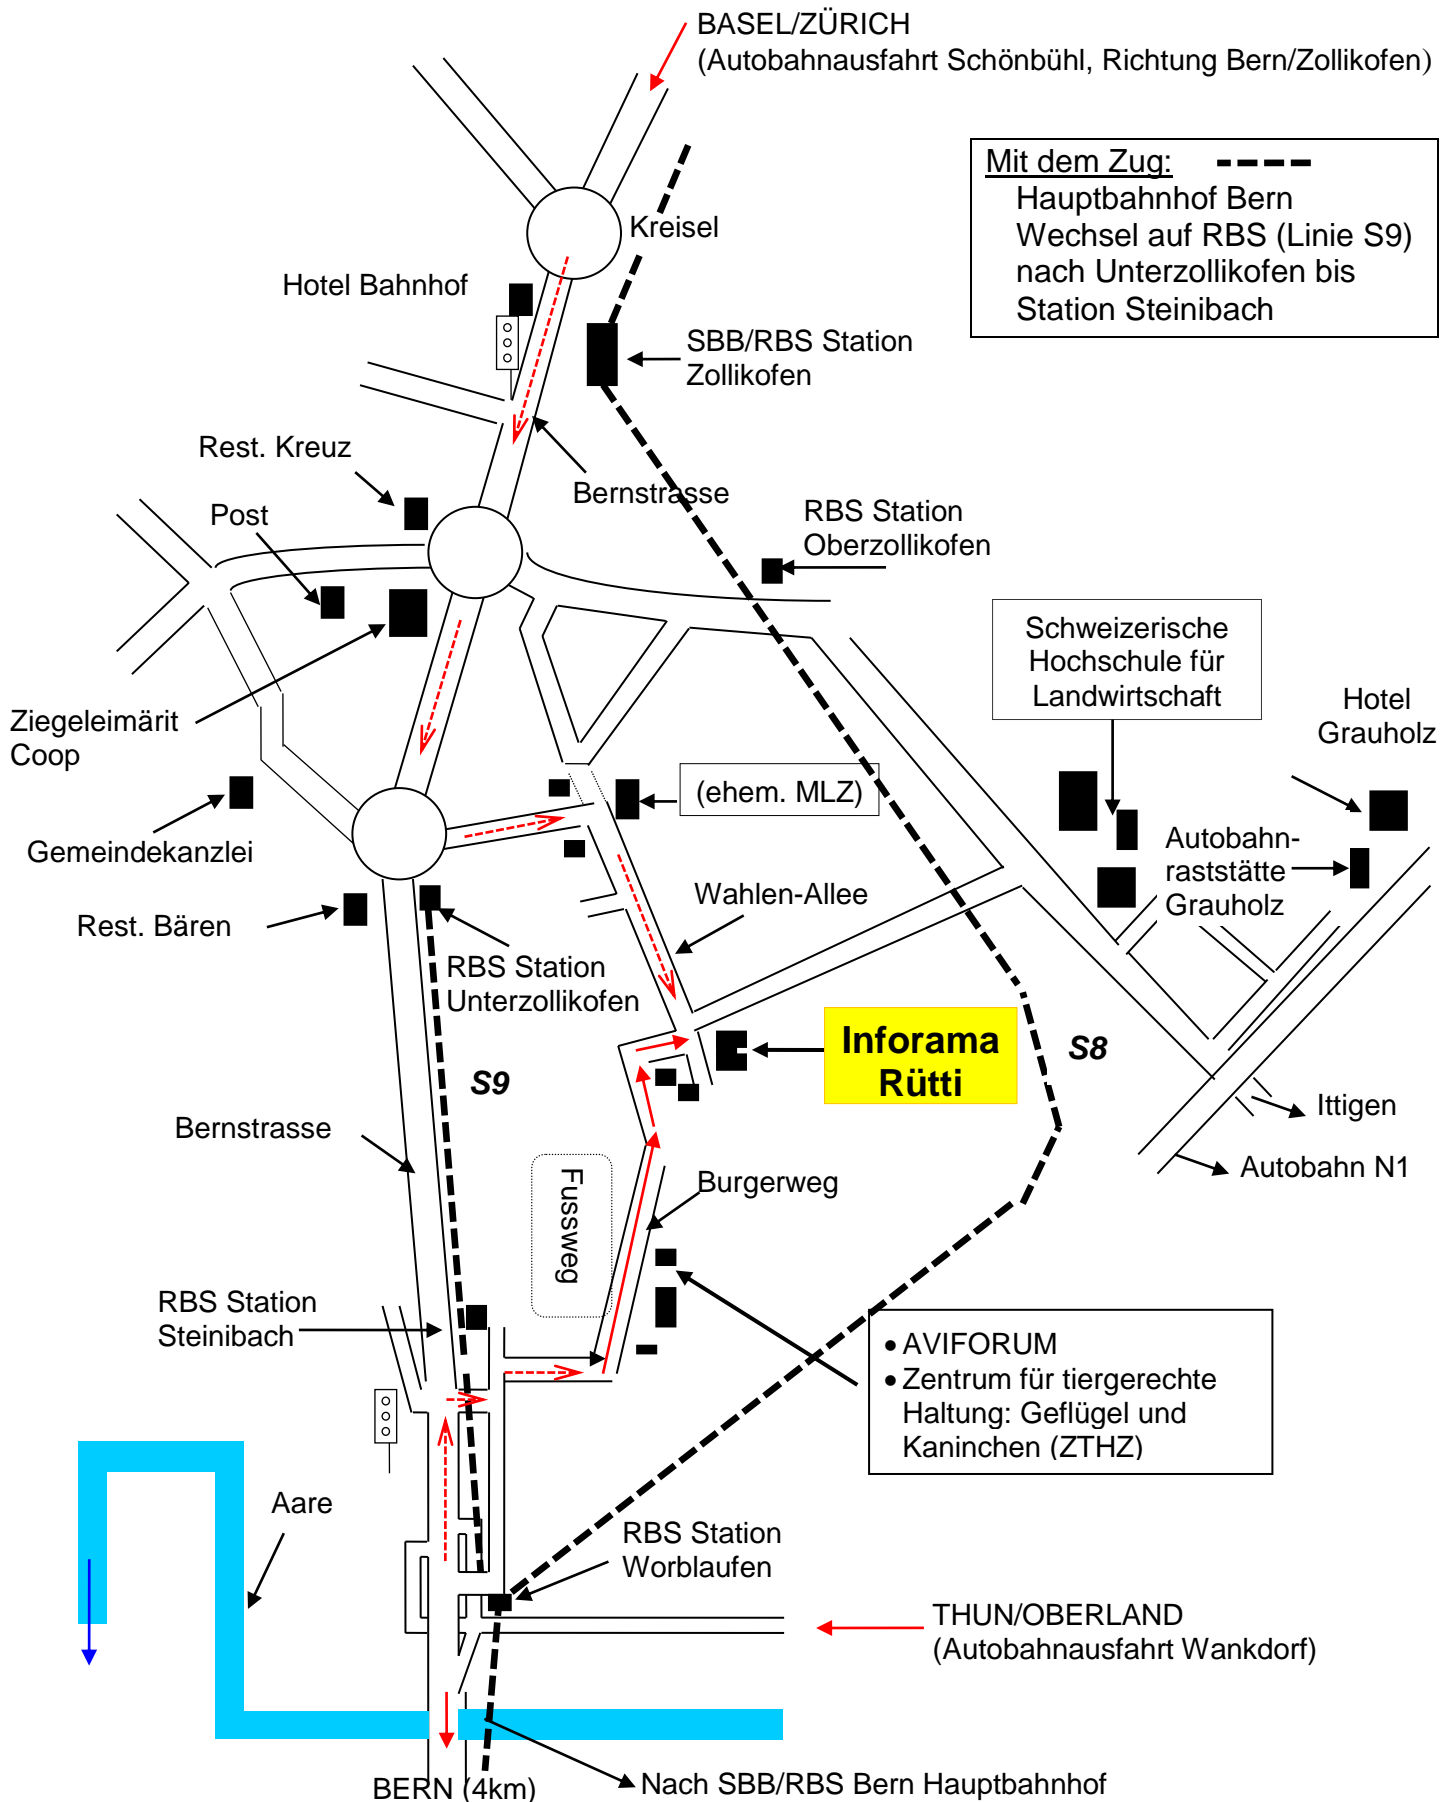 BASEL/ZÜRICH
(Autobahnausfahrt Schönbühl, Richtung Bern/Zollikofen)
Mit dem Zug:
Hauptbahnhof Bern
Wechsel auf RBS (Linie S9)
nach Unterzollikofen bis
Station Steinibach
Kreisel
Hotel Bahnhof
SBB/RBS Station
Zollikofen
Rest. Kreuz
Bernstrasse
Post
RBS Station
Oberzollikofen
Schweizerische
Hochschule für
Landwirtschaft
Hotel
Grauholz
Ziegeleimärit
Coop
(ehem. MLZ)
Gemeindekanzlei
Autobahn-
raststätte
Grauholz
Wahlen-Allee
Rest. Bären
RBS Station
Unterzollikofen
Inforama
Rütti
S8
S9
Ittigen
Bernstrasse
Autobahn N1
Fussweg
Burgerweg
RBS Station
Steinibach
• AVIFORUM
• Zentrum für tiergerechte
Haltung: Geflügel und
Kaninchen (ZTHZ)
Aare
RBS Station
Worblaufen
THUN/OBERLAND
(Autobahnausfahrt Wankdorf)
BERN (4km)
Nach SBB/RBS Bern Hauptbahnhof